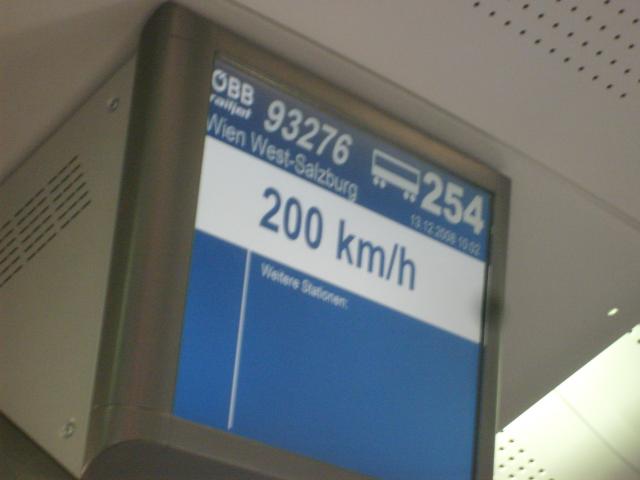 ÖBB 93276 254
railjet
Wien West-Salzburg 13.12.2008 10:02
200 km/h
Weitere Stationen: